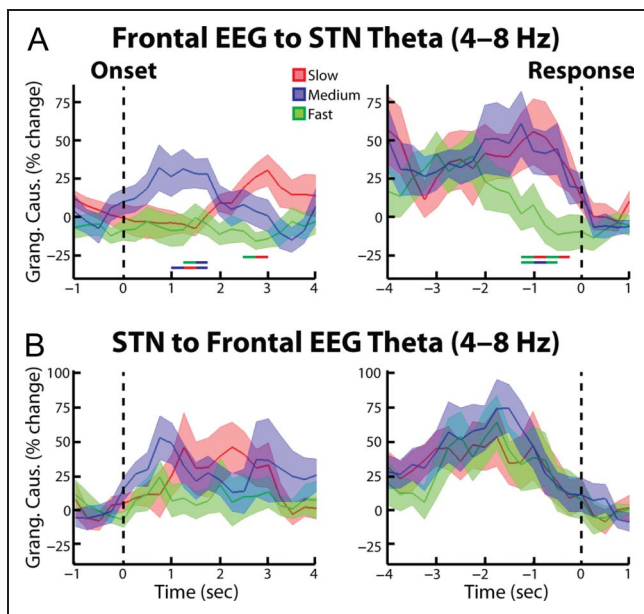 A
Frontal EEG to STN Theta (4–8 Hz)
Onset
Response
Slow
Medium
Fast
Grang. Caus. (% change)
75
50
25
0
−25
−1 0 1 2 3 4
75
50
25
0
−25
−4 −3 −2 −1 0 1
B
STN to Frontal EEG Theta (4–8 Hz)
Grang. Caus. (% change)
100
75
50
25
0
−25
−1 0 1 2 3 4
Time (sec)
100
75
50
25
0
−25
−4 −3 −2 −1 0 1
Time (sec)